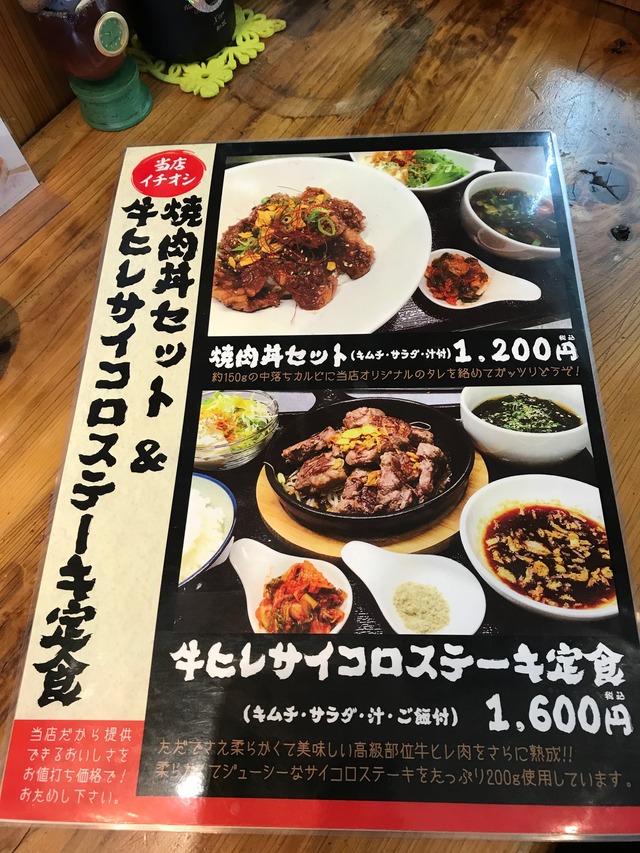 当店
イチオシ
焼肉丼セット &
牛ヒレサイコロステーキ定食
当店だから提供
できるおいしさを
お値打ち価格で!
おためし下さい。
焼肉丼セット(キムチ・サラダ・汁付) 1,200円 税込
約150gの中落ちカルビに当店オリジナルのタレを絡めてガッツリどうぞ!
牛ヒレサイコロステーキ定食
(キムチ・サラダ・汁・ご飯付) 1,600円 税込
ただでさえ柔らかくて美味しい高級部位牛ヒレ肉をさらに熟成!!
柔らかくてジューシーなサイコロステーキをたっぷり200g使用しています。